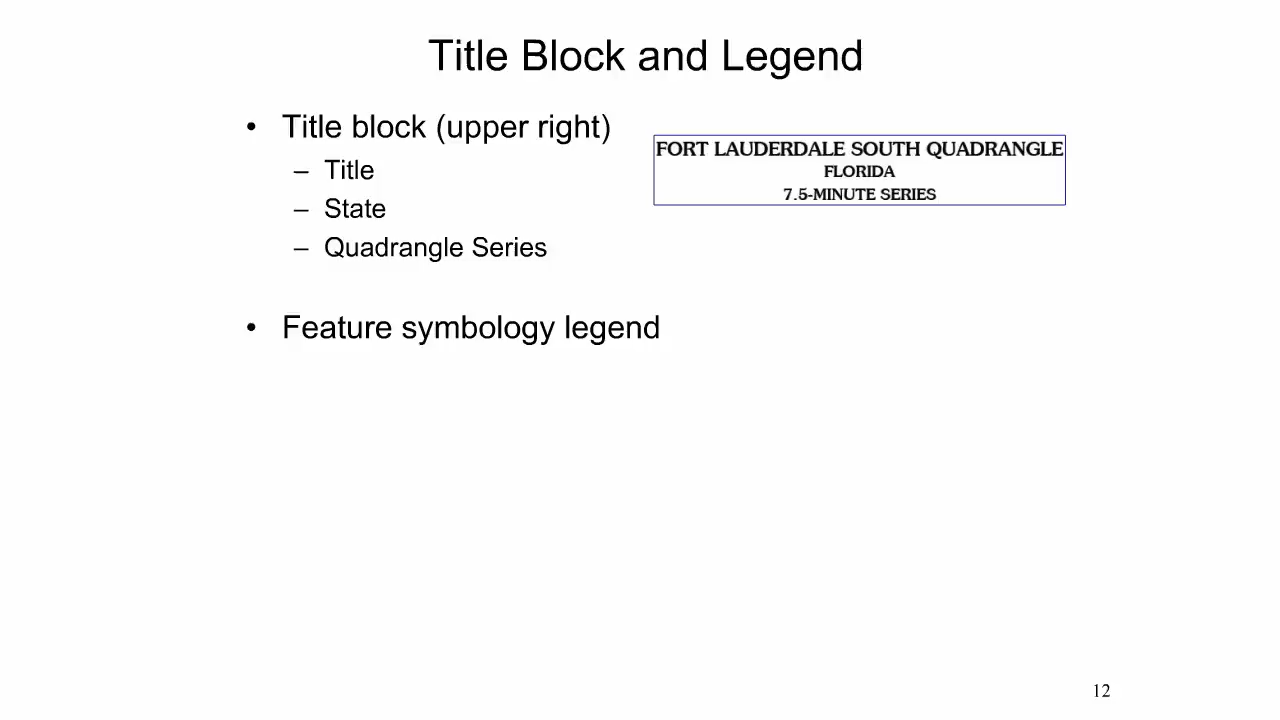 Title Block and Legend
• Title block (upper right)
– Title
– State
– Quadrangle Series
FORT LAUDERDALE SOUTH QUADRANGLE
FLORIDA
7.5-MINUTE SERIES
• Feature symbology legend
12